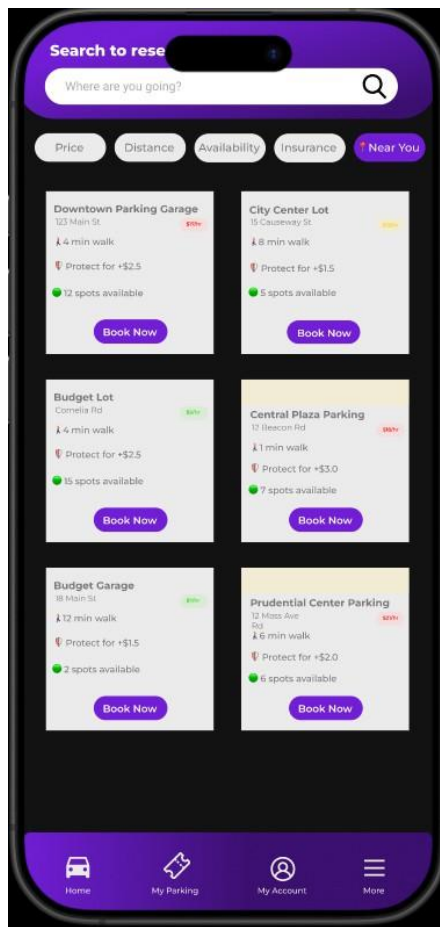 Search to rese
Where are you going?
Price
Distance
Availability
Insurance
Near You
Downtown Parking Garage
123 Main St
4 min walk
Protect for +$2.5
12 spots available
Book Now
City Center Lot
15 Causeway St
8 min walk
Protect for +$1.5
5 spots available
Book Now
Budget Lot
Cornelia Rd
4 min walk
Protect for +$2.5
15 spots available
Book Now
Central Plaza Parking
12 Beacon Rd
1 min walk
Protect for +$3.0
7 spots available
Book Now
Budget Garage
18 Main St
12 min walk
Protect for +$1.5
2 spots available
Book Now
Prudential Center Parking
12 Mass Ave
Rd
6 min walk
Protect for +$2.0
6 spots available
Book Now
Home
My Parking
My Account
More